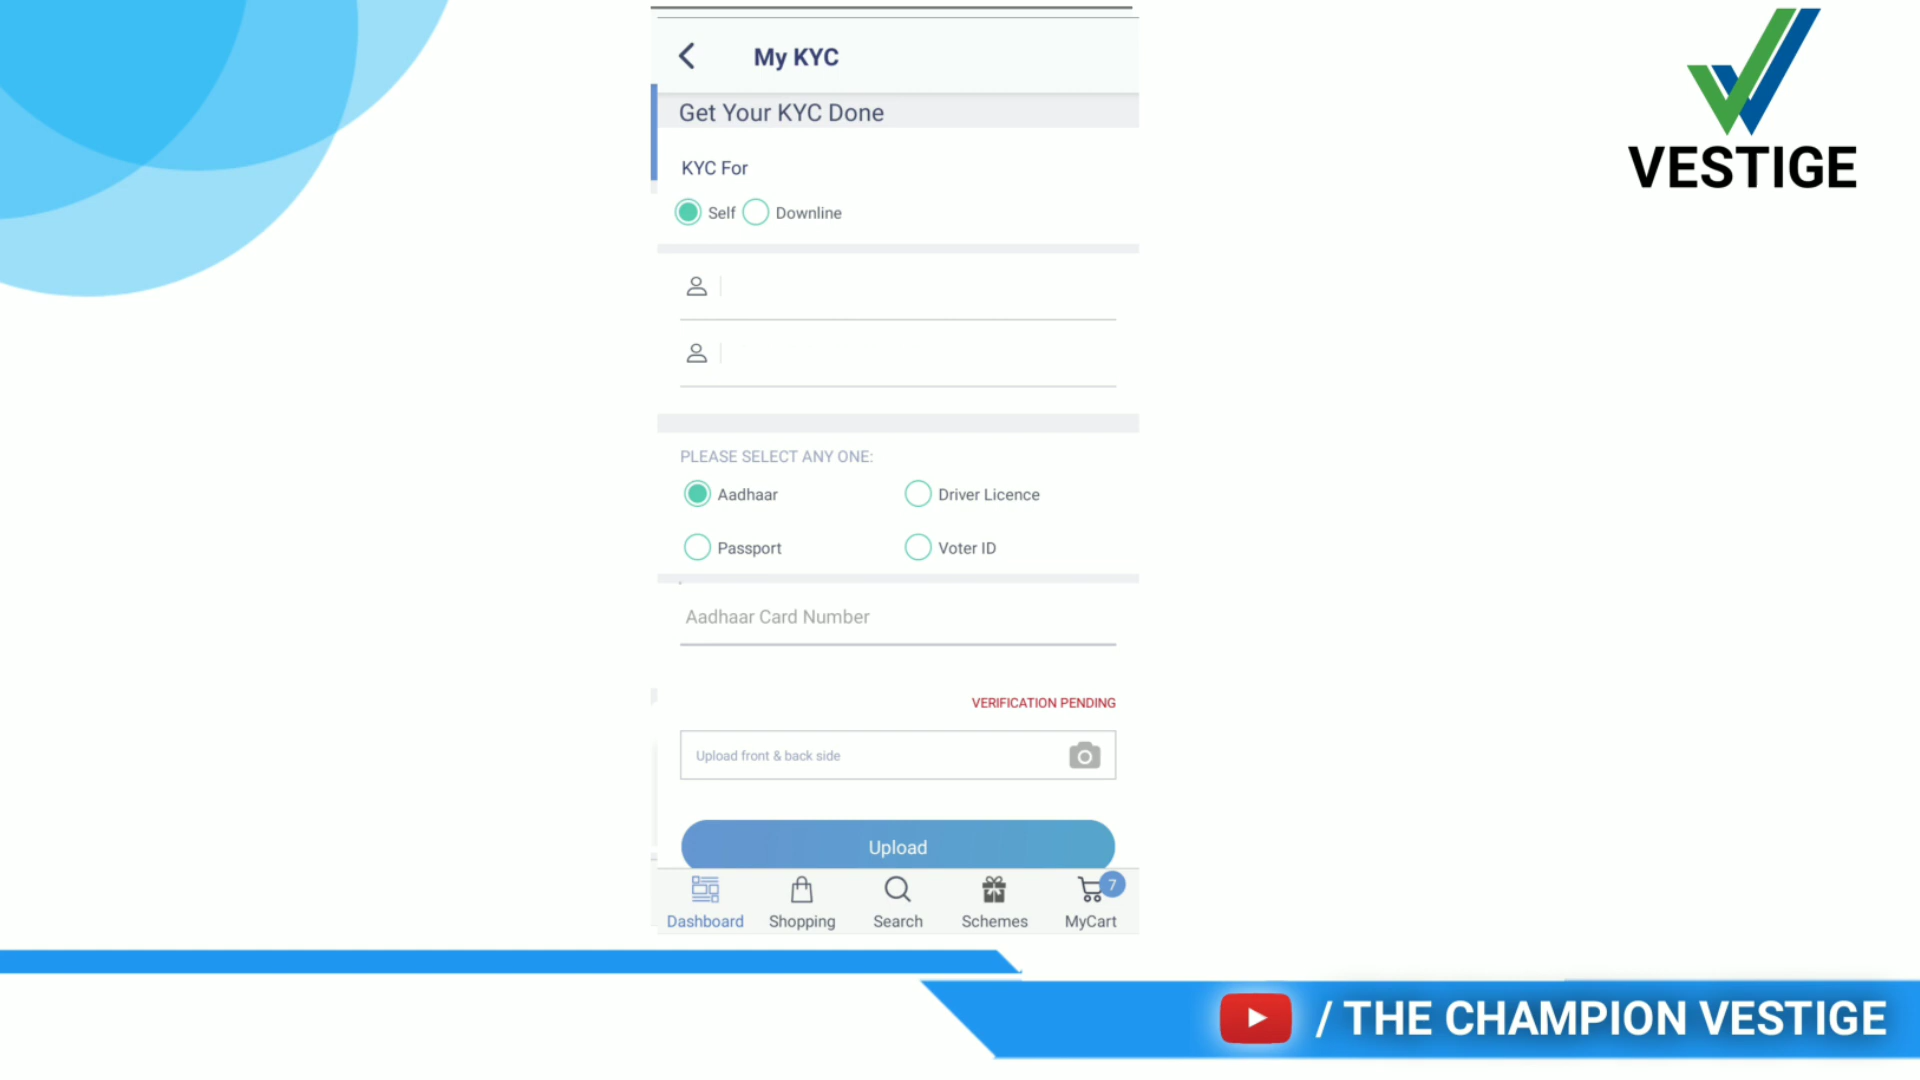 My KYC
VESTIGE
Get Your KYC Done
KYC For
Self Downline
PLEASE SELECT ANY ONE:
Aadhaar Driver Licence
Passport Voter ID
Aadhaar Card Number
VERIFICATION PENDING
Upload front & back side
Upload
7
Dashboard Shopping Search Schemes MyCart
/ THE CHAMPION VESTIGE